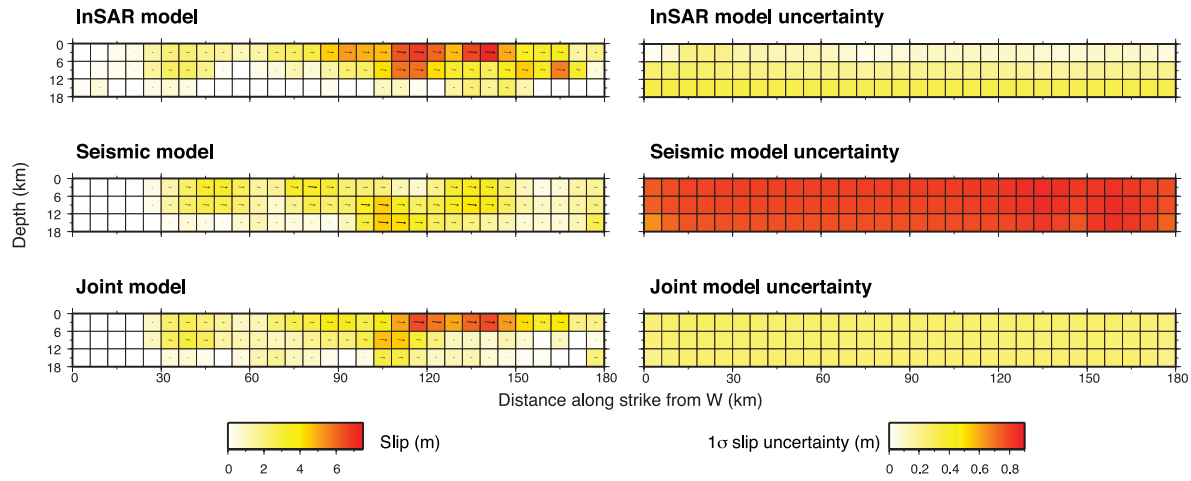 InSAR model
InSAR model uncertainty
0
6
12
18
Seismic model
Seismic model uncertainty
Depth (km)
0
6
12
18
Joint model
Joint model uncertainty
0
6
12
18
0 30 60 90 120 150 180
0 30 60 90 120 150 180
Distance along strike from W (km)
Slip (m)
0 2 4 6
1σ slip uncertainty (m)
0 0.2 0.4 0.6 0.8